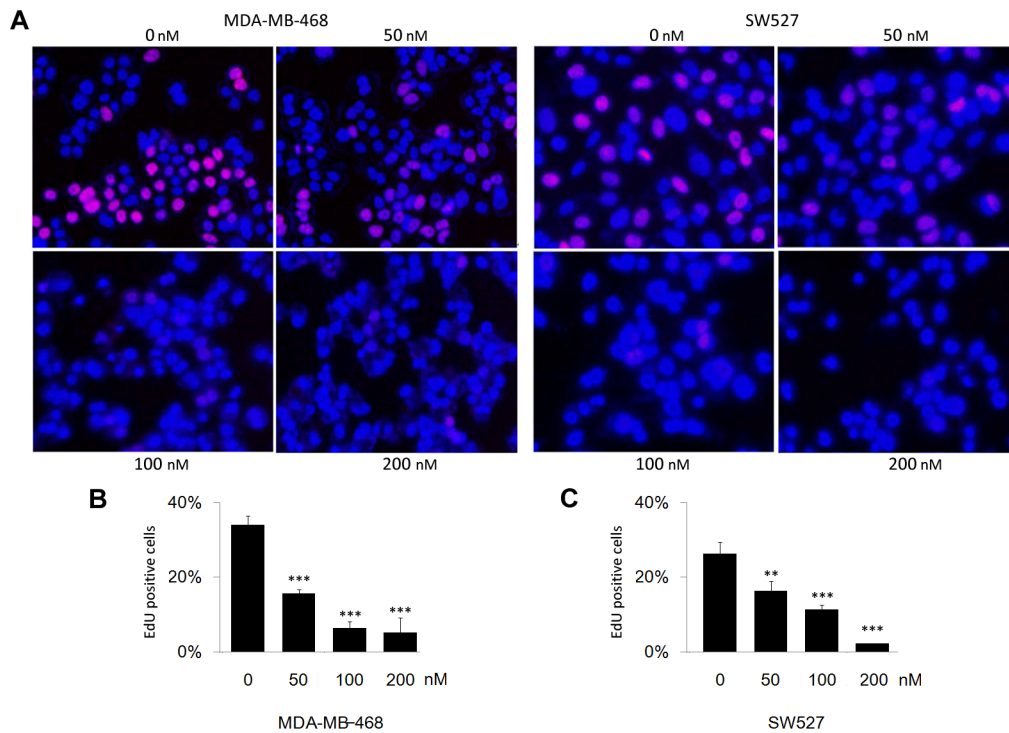 A
MDA-MB-468
SW527
0 nM
50 nM
0 nM
50 nM
100 nM
200 nM
100 nM
200 nM
B
EdU positive cells
40%
20%
0%
***
***
***
0
50
100
200
nM
MDA-MB-468
C
EdU positive cells
40%
20%
0%
**
***
***
0
50
100
200
nM
SW527